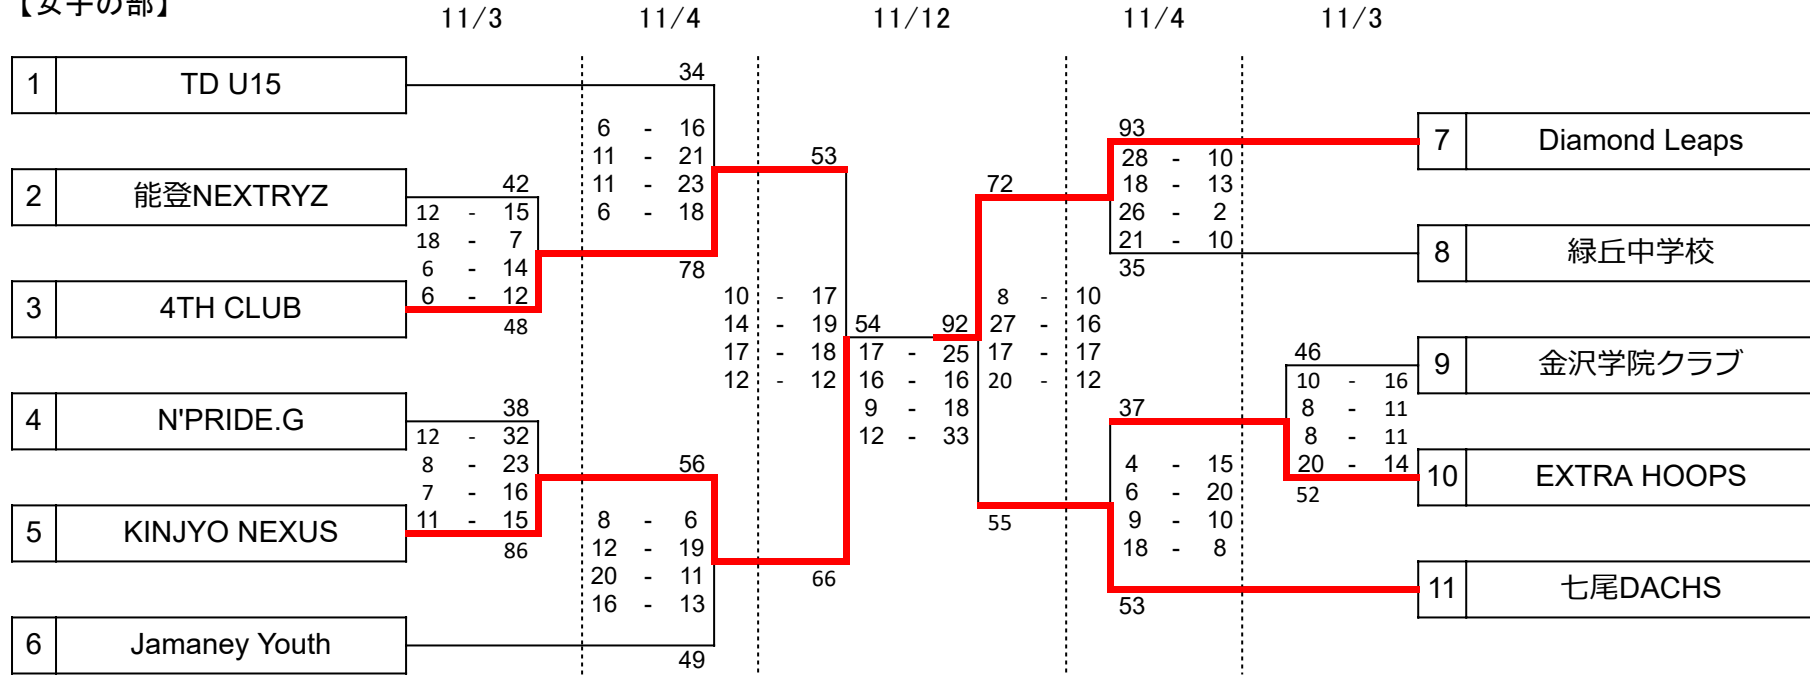 【女子の部】
11/3 11/4 11/12 11/4 11/3
1 TD U15
34
6 - 16
11 - 21
11 - 23
6 - 18
78
2 能登NEXTRYZ
42
12 - 15
18 - 7
6 - 14
6 - 12
48
3 4TH CLUB
53
10 - 17
14 - 19
17 - 18
12 - 12
66
4 N'PRIDE.G
38
12 - 32
8 - 23
7 - 16
11 - 15
86
5 KINJYO NEXUS
56
8 - 6
12 - 19
20 - 11
16 - 13
49
6 Jamaney Youth
54 92
17 - 25
16 - 16
9 - 18
12 - 33
72
8 - 10
27 - 16
17 - 17
20 - 12
55
93
28 - 10
18 - 13
26 - 2
21 - 10
35
7 Diamond Leaps
8 緑丘中学校
46
10 - 16
8 - 11
8 - 11
20 - 14
52
9 金沢学院クラブ
10 EXTRA HOOPS
37
4 - 15
6 - 20
9 - 10
18 - 8
53
11 七尾DACHS